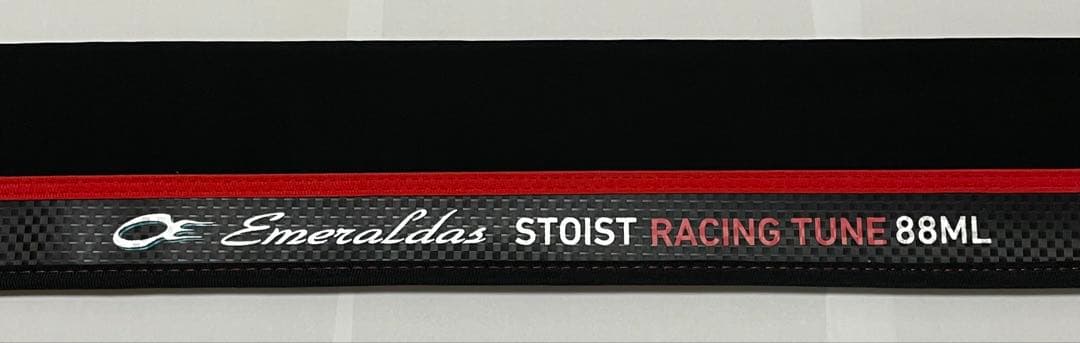 Emeraldas STOIST RACING TUNE 88ML